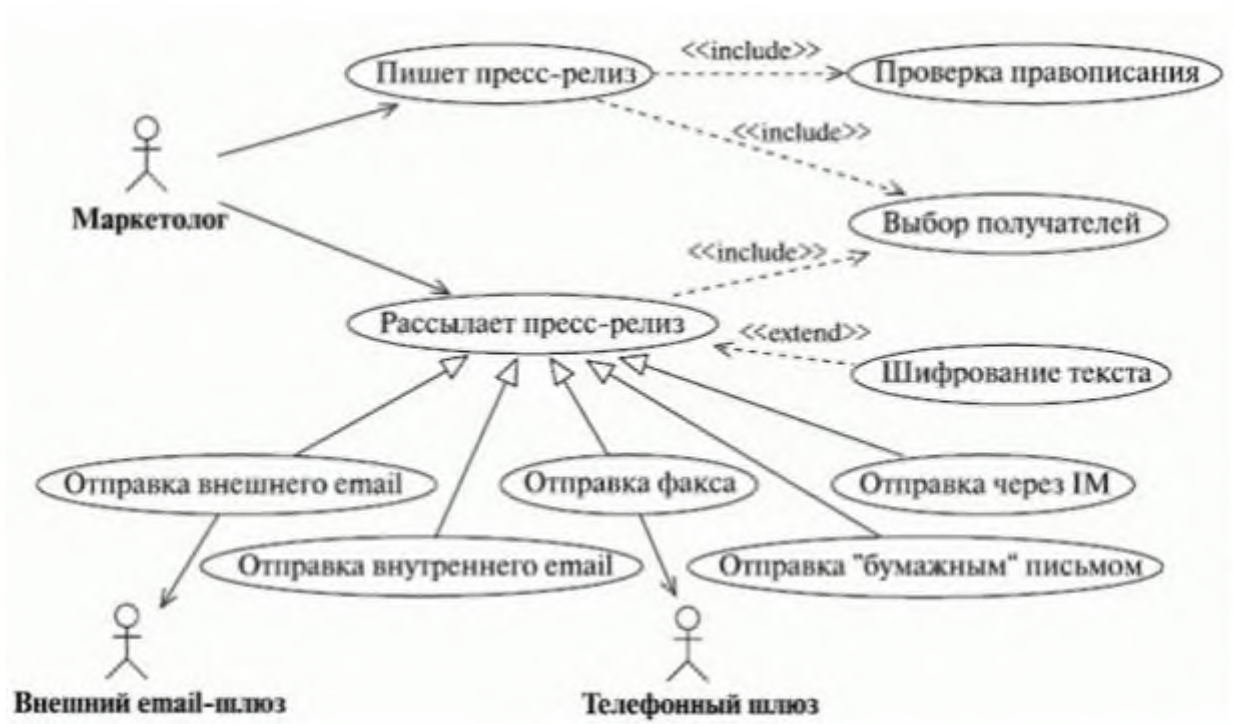 <<include>>
Пишет пресс-релиз
Проверка правописания
<<include>>
Маркетолог
Выбор получателей
<<include>>
Рассылает пресс-релиз
<<extend>>
Шифрование текста
Отправка внешнего email
Отправка факса
Отправка через IM
Отправка внутреннего email
Отправка "бумажным" письмом
Внешний email-шлюз
Телефонный шлюз